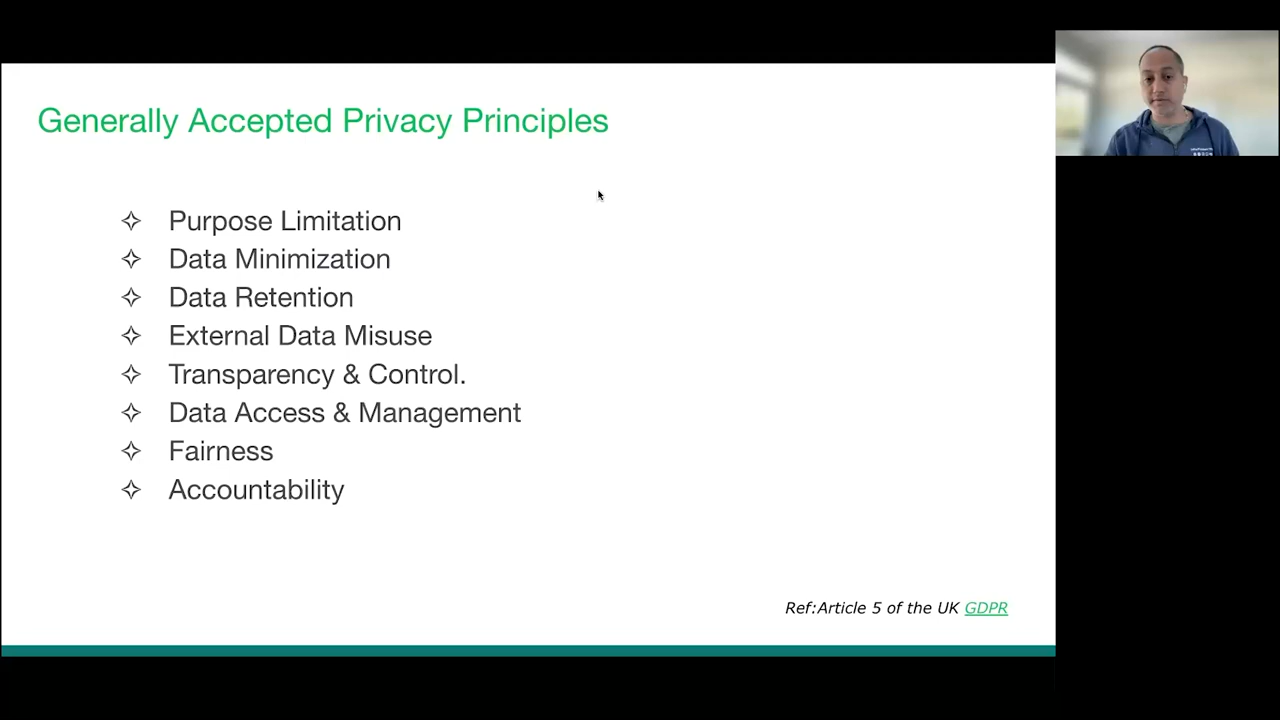 Generally Accepted Privacy Principles
✧ Purpose Limitation
✧ Data Minimization
✧ Data Retention
✧ External Data Misuse
✧ Transparency & Control.
✧ Data Access & Management
✧ Fairness
✧ Accountability
Ref:Article 5 of the UK GDPR